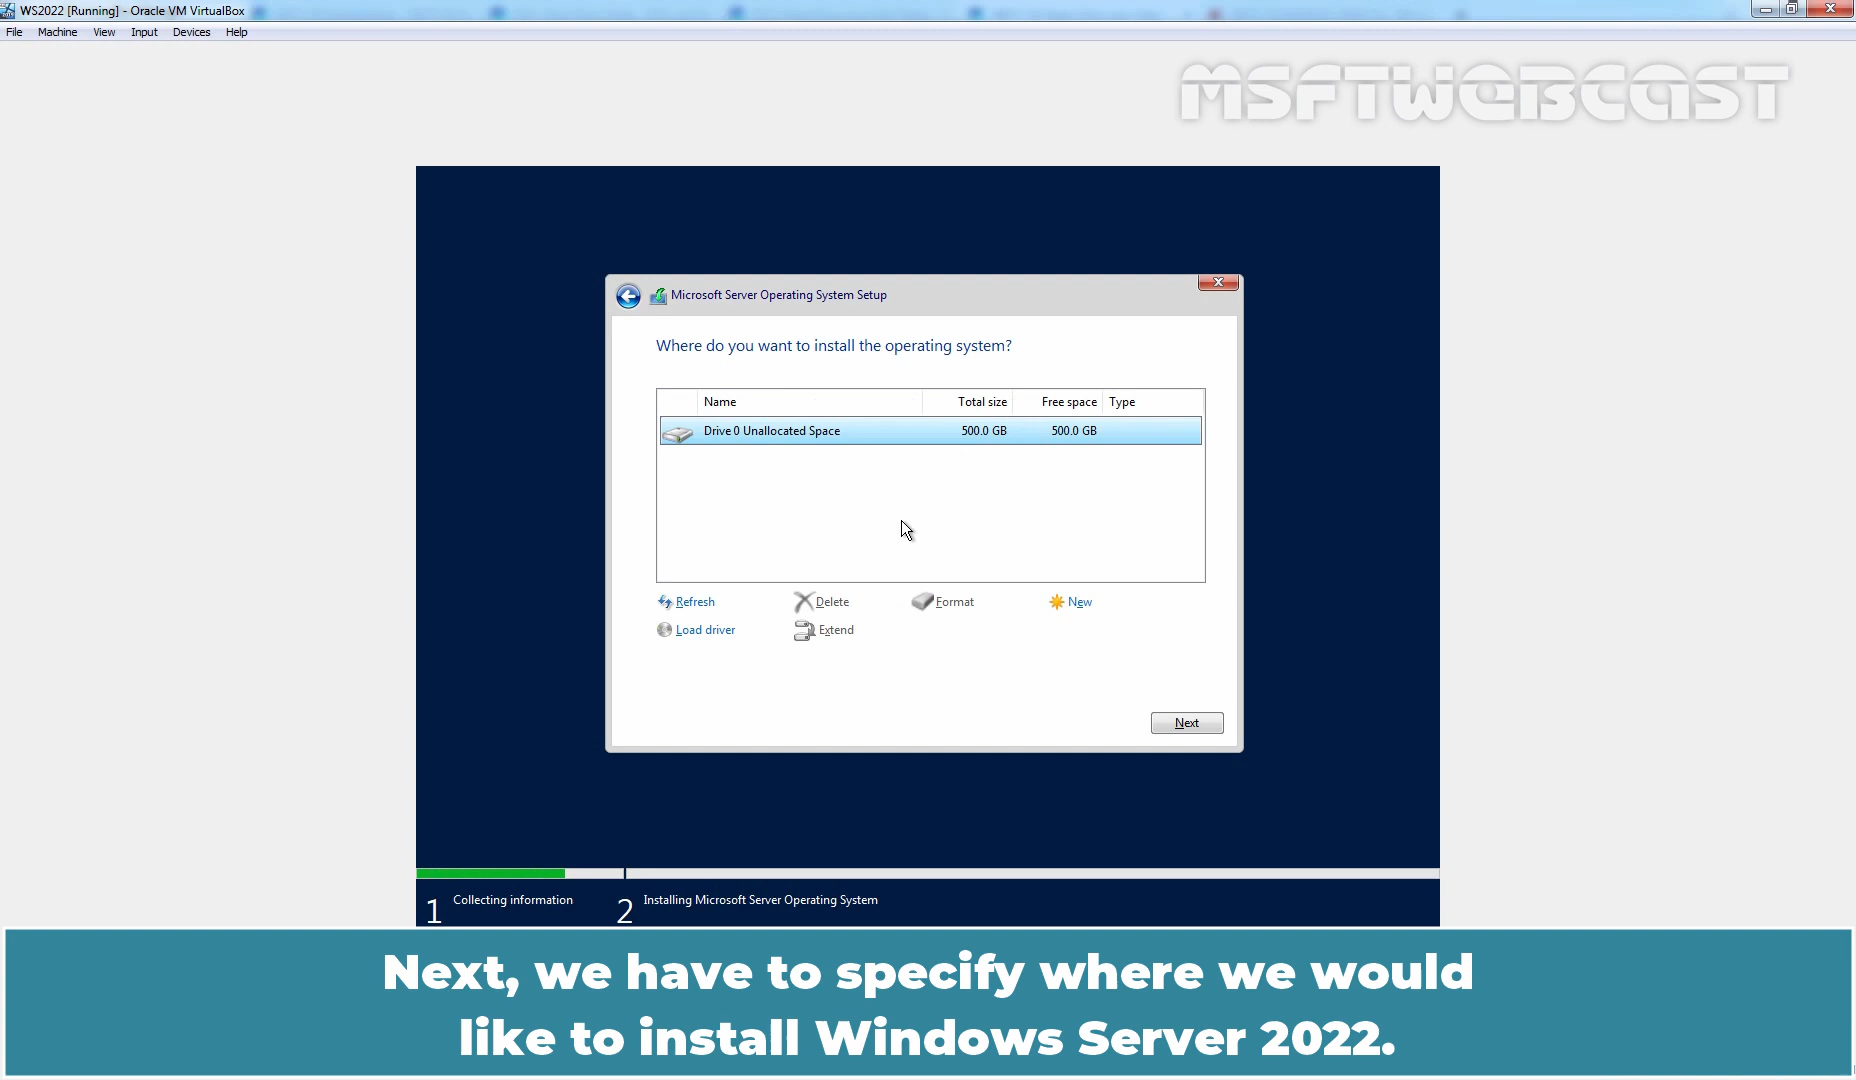 WS2022 [Running] - Oracle VM VirtualBox
File Machine View Input Devices Help
MSFTWEBCAST
Microsoft Server Operating System Setup
Where do you want to install the operating system?
Name Total size Free space Type
Drive 0 Unallocated Space 500.0 GB 500.0 GB
Refresh Delete Format New
Load driver Extend
Next
1 Collecting information 2 Installing Microsoft Server Operating System
Next, we have to specify where we would
like to install Windows Server 2022.